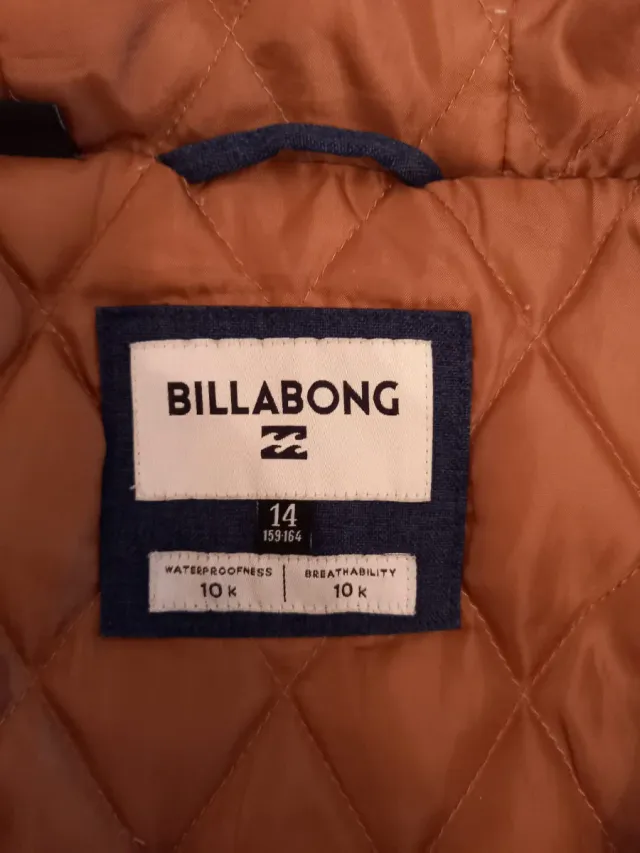 BILLABONG
14
159-164
WATERPROOFNESS BREATHABILITY
10 K 10 K